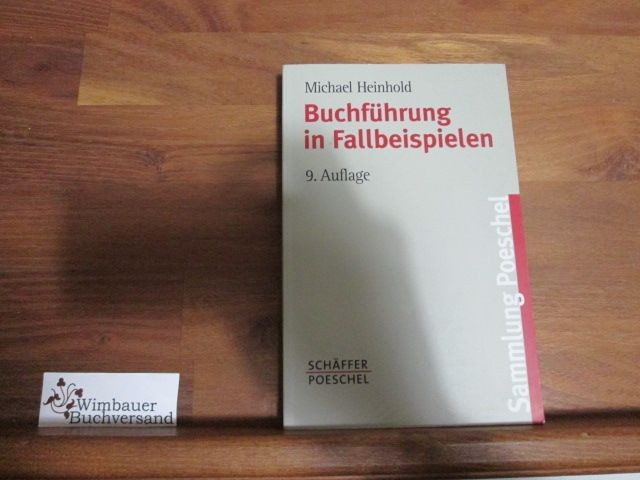 Michael Heinhold
Buchführung
in Fallbeispielen
9. Auflage
Sammlung Poeschel
SCHÄFFER
POESCHEL
Wimbauer
Buchversand